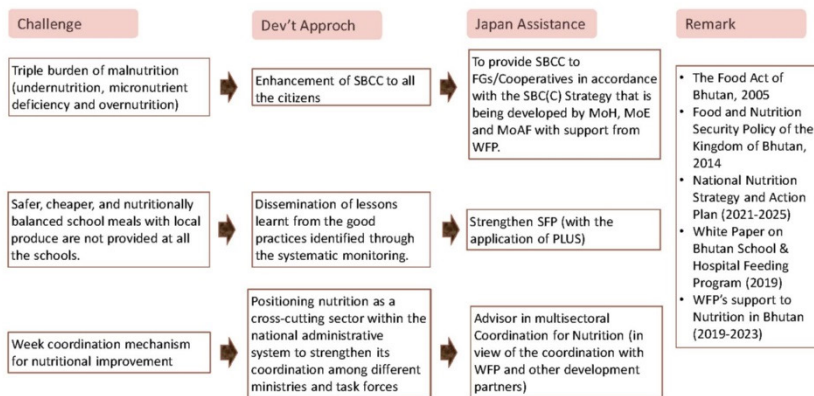 Challenge
Dev't Approch
Japan Assistance
Remark
Triple burden of malnutrition
(undernutrition, micronutrient
deficiency and overnutrition)
Enhancement of SBCC to all
the citizens
To provide SBCC to
FGs/Cooperatives in accordance
with the SBC(C) Strategy that is
being developed by MoH, MoE
and MoAF with support from
WFP.
Safer, cheaper, and nutritionally
balanced school meals with local
produce are not provided at all
the schools.
Dissemination of lessons
learnt from the good
practices identified through
the systematic monitoring.
Strengthen SFP (with the
application of PLUS)
Week coordination mechanism
for nutritional improvement
Positioning nutrition as a
cross-cutting sector within the
national administrative
system to strengthen its
coordination among different
ministries and task forces
Advisor in multisectoral
Coordination for Nutrition (in
view of the coordination with
WFP and other development
partners)
• The Food Act of
Bhutan, 2005
• Food and Nutrition
Security Policy of the
Kingdom of Bhutan,
2014
• National Nutrition
Strategy and Action
Plan (2021-2025)
• White Paper on
Bhutan School &
Hospital Feeding
Program (2019)
• WFP's support to
Nutrition in Bhutan
(2019-2023)